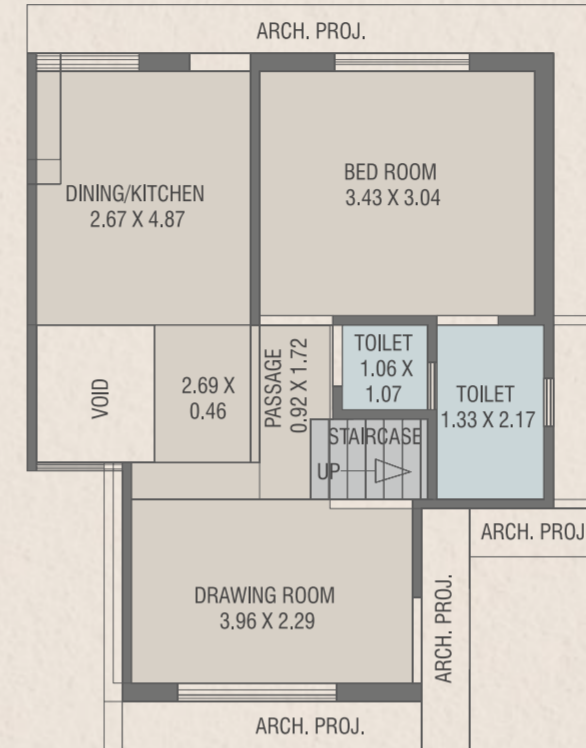 ARCH. PROJ.
DINING/KITCHEN
2.67 X 4.87
BED ROOM
3.43 X 3.04
VOID
2.69 X
0.46
PASSAGE
0.92 X 1.72
TOILET
1.06 X
1.07
TOILET
1.33 X 2.17
STAIRCASE
UP
DRAWING ROOM
3.96 X 2.29
ARCH. PROJ.
ARCH. PROJ
ARCH. PROJ.